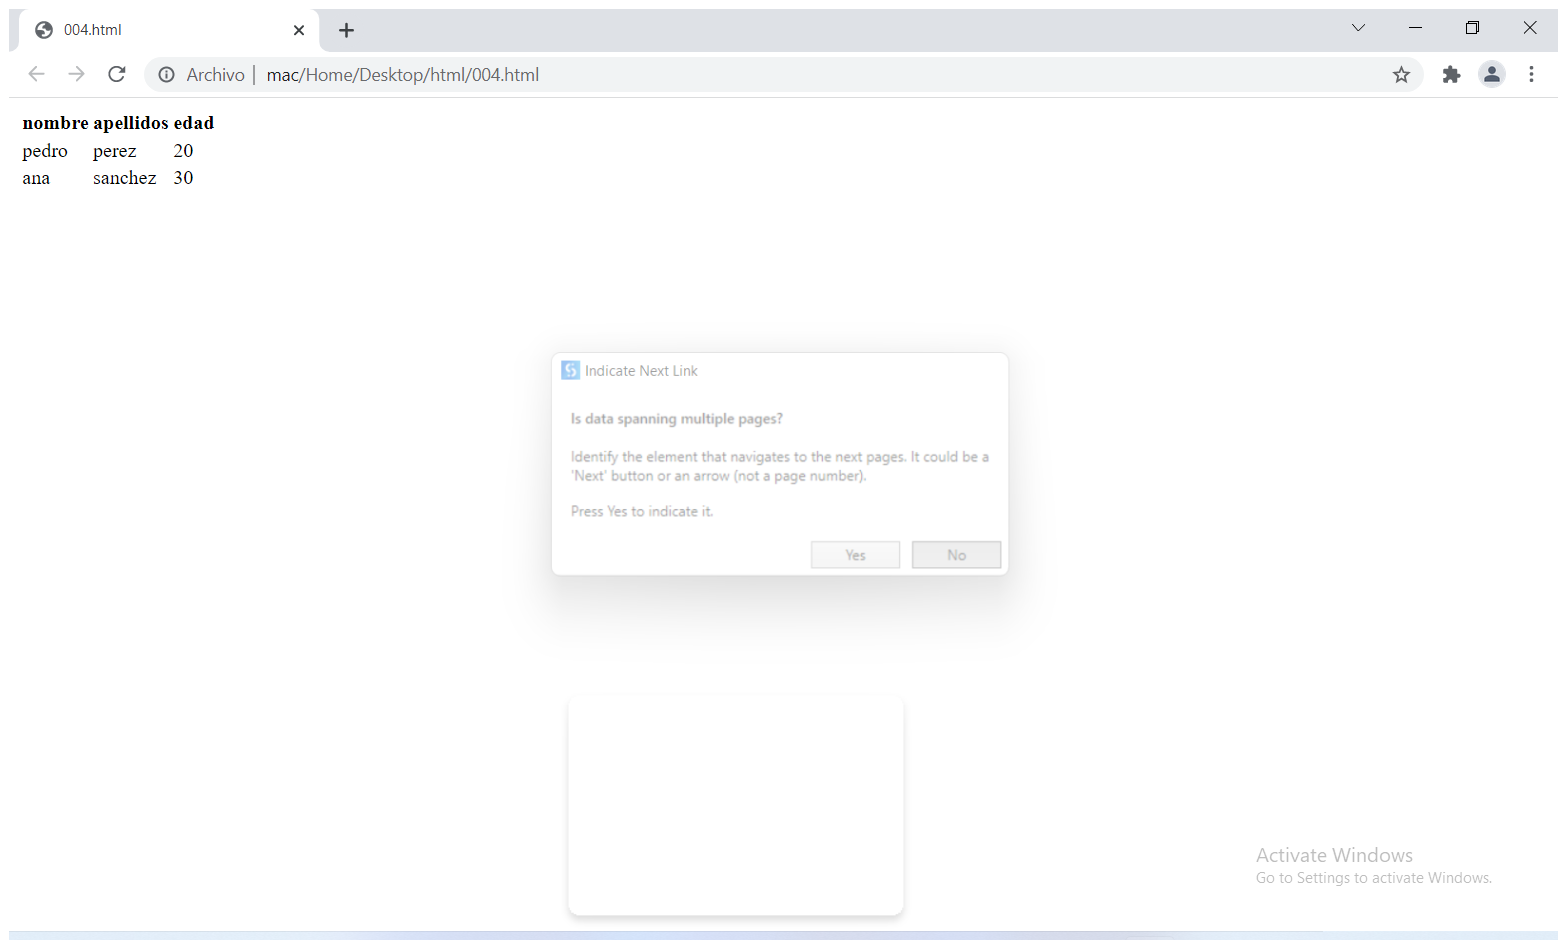 004.html
Archivo | mac/Home/Desktop/html/004.html
nombre apellidos edad
pedro perez 20
ana sanchez 30
Indicate Next Link
Is data spanning multiple pages?
Identify the element that navigates to the next pages. It could be a
'Next' button or an arrow (not a page number).
Press Yes to indicate it.
Yes No
Activate Windows
Go to Settings to activate Windows.